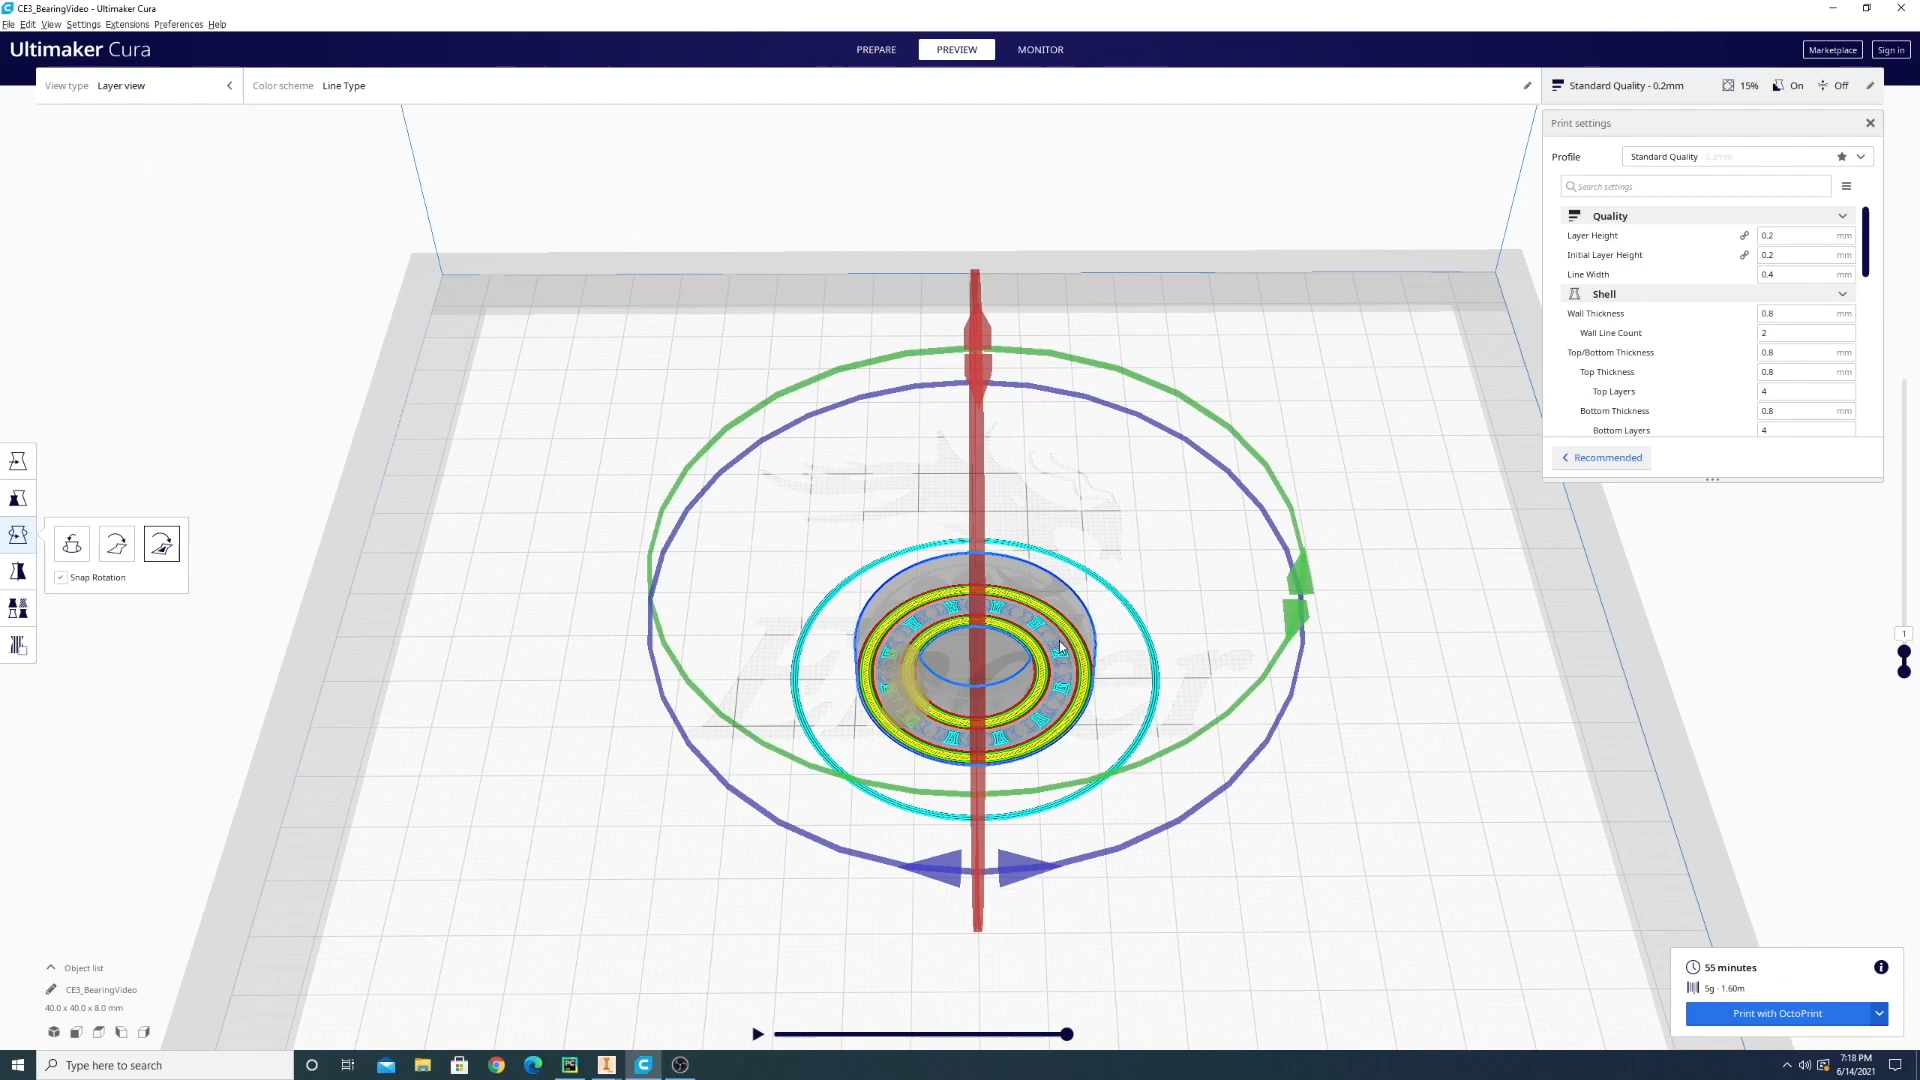 CE3_BearingVideo - Ultimaker Cura
File Edit View Settings Extensions Preferences Help
Ultimaker Cura
PREPARE
PREVIEW
MONITOR
Marketplace
Sign in
View type Layer view
Color scheme Line Type
Standard Quality - 0.2mm
15%
On
Off
Print settings
Profile
Standard Quality - 0.2mm
Search settings
Quality
Layer Height 0.2 mm
Initial Layer Height 0.2 mm
Line Width 0.4 mm
Shell
Wall Thickness 0.8 mm
Wall Line Count 2
Top/Bottom Thickness 0.8 mm
Top Thickness 0.8 mm
Top Layers 4
Bottom Thickness 0.8 mm
Bottom Layers 4
Recommended
Snap Rotation
Ender
1
Object list
CE3_BearingVideo
40.0 x 40.0 x 8.0 mm
55 minutes
5g · 1.60m
Print with OctoPrint
Type here to search
PC
7:18 PM
6/14/2021